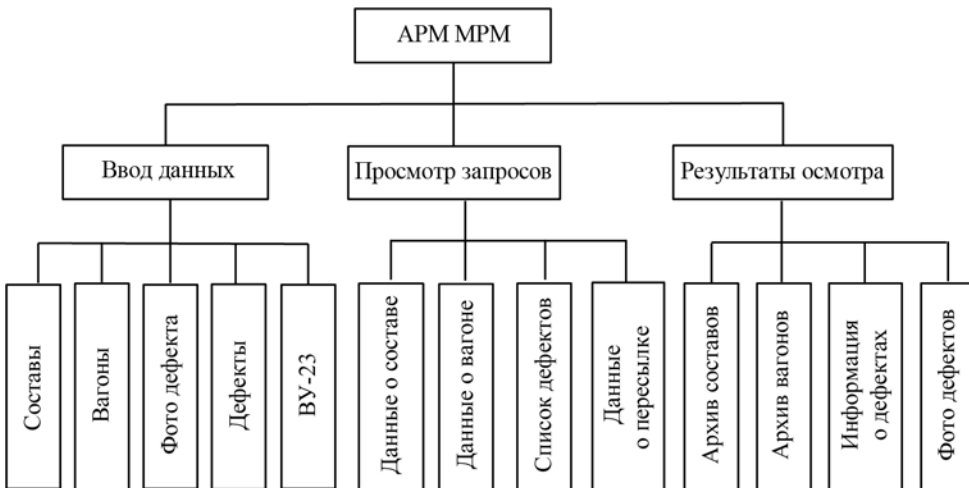 АРМ МРМ
Ввод данных
Просмотр запросов
Результаты осмотра
Составы
Вагоны
Фото дефекта
Дефекты
ВУ-23
Данные о составе
Данные о вагоне
Список дефектов
Данные
о пересылке
Архив составов
Архив вагонов
Информация
о дефектах
Фото дефектов